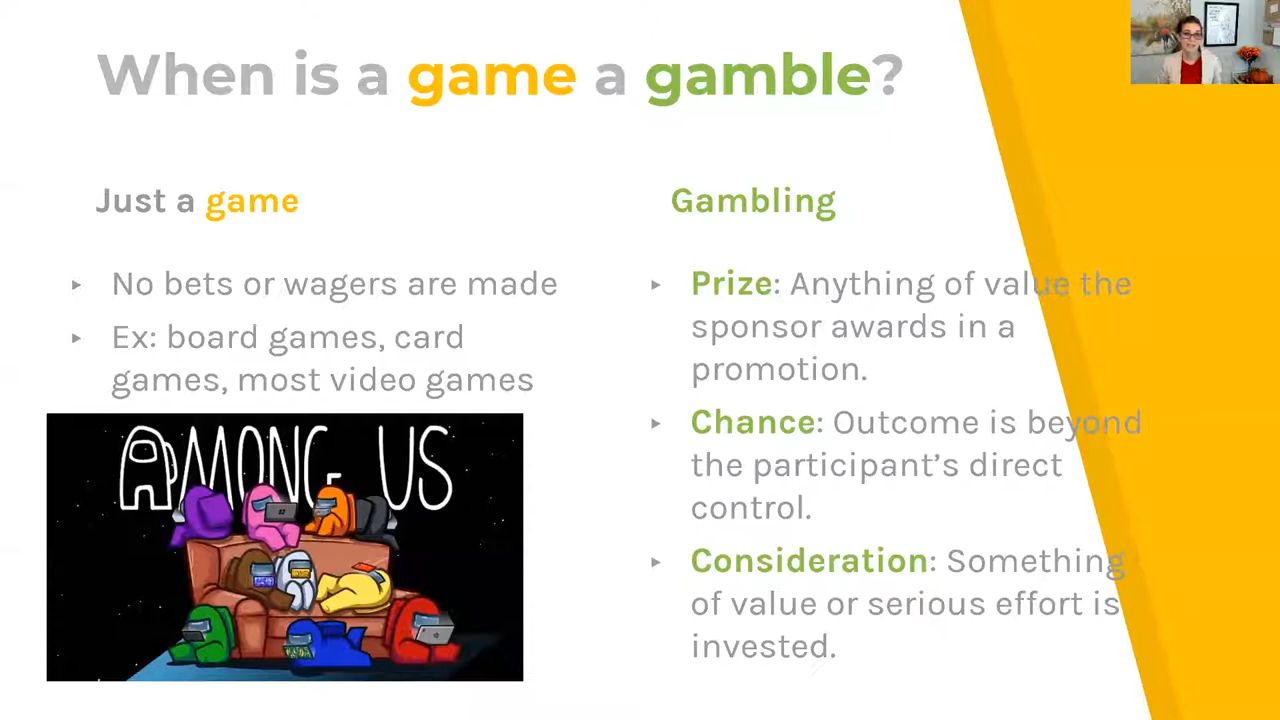 When is a game a gamble?
Just a game
▸ No bets or wagers are made
▸ Ex: board games, card
games, most video games
AMONG US
Gambling
▸ Prize: Anything of value the
sponsor awards in a
promotion.
▸ Chance: Outcome is beyond
the participant's direct
control.
▸ Consideration: Something
of value or serious effort is
invested.